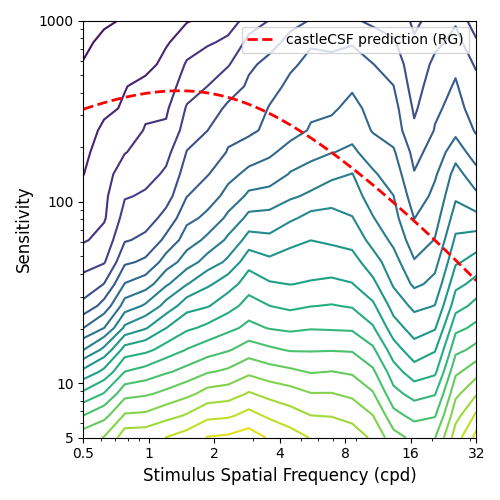 1000
castleCSF prediction (RG)
100
10
5
Sensitivity
0.5 1 2 4 8 16 32
Stimulus Spatial Frequency (cpd)